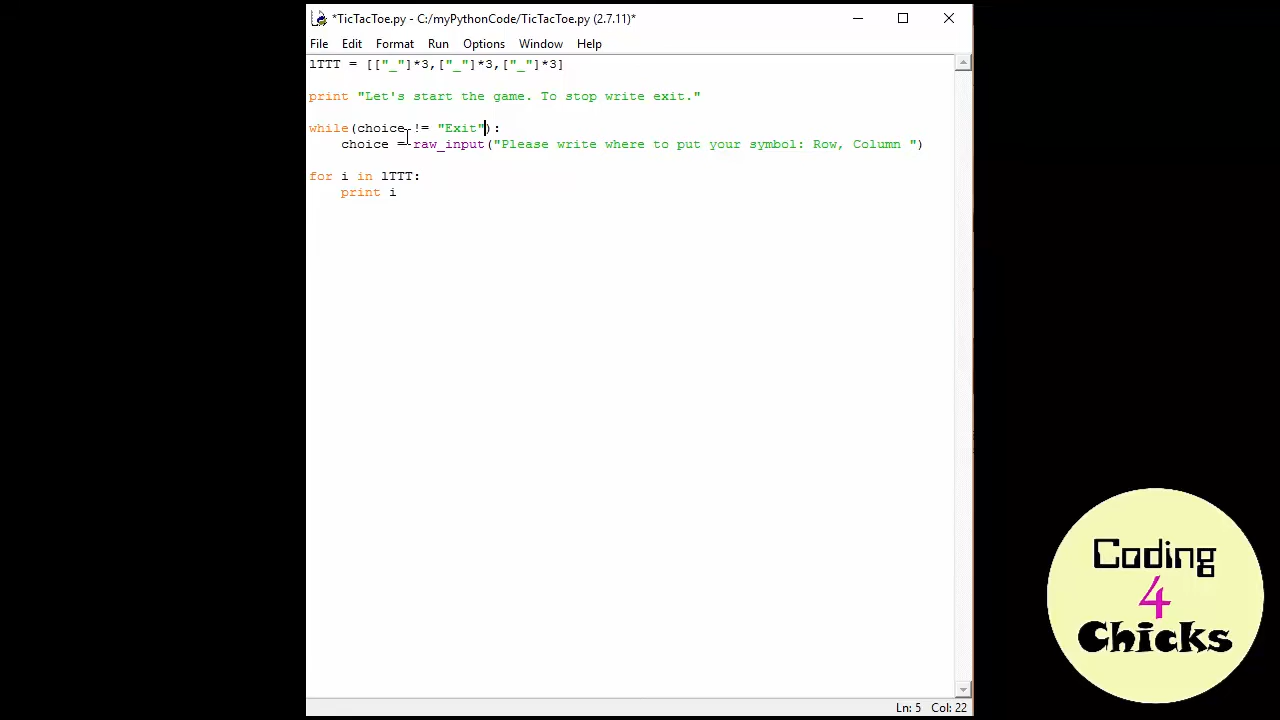 *TicTacToe.py - C:/myPythonCode/TicTacToe.py (2.7.11)*
File Edit Format Run Options Window Help
lTTT = [["_"]*3,["_"]*3,["_"]*3]
print "Let's start the game. To stop write exit."
while(choice != "Exit"):
    choice = raw_input("Please write where to put your symbol: Row, Column ")
for i in lTTT:
    print i
Coding
4
Chicks
Ln: 5 Col: 22